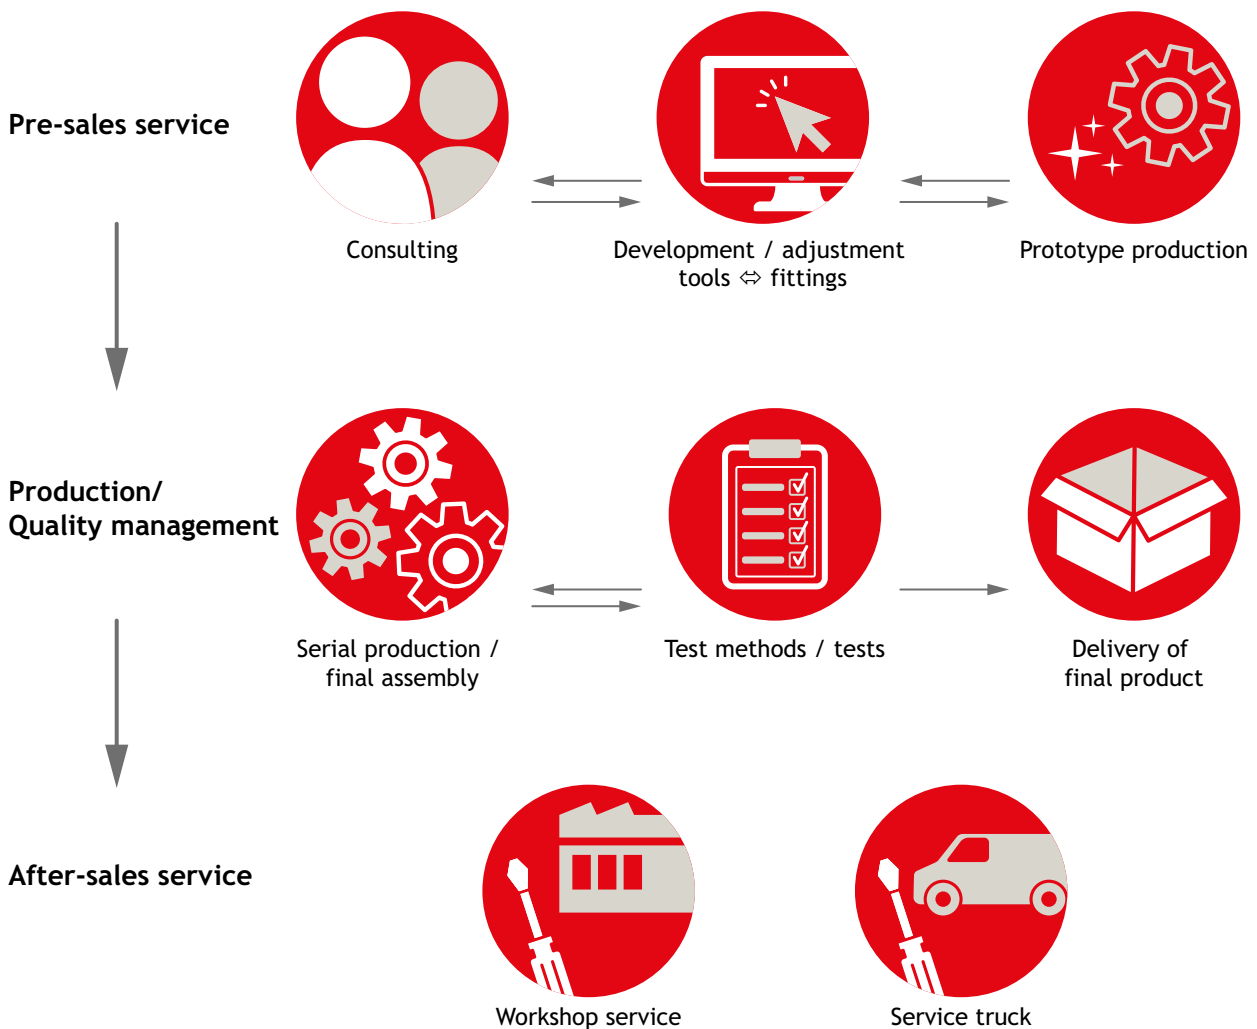 Pre-sales service
Consulting
Development / adjustment
tools ⇔ fittings
Prototype production
Production/
Quality management
Serial production /
final assembly
Test methods / tests
Delivery of
final product
After-sales service
Workshop service
Service truck